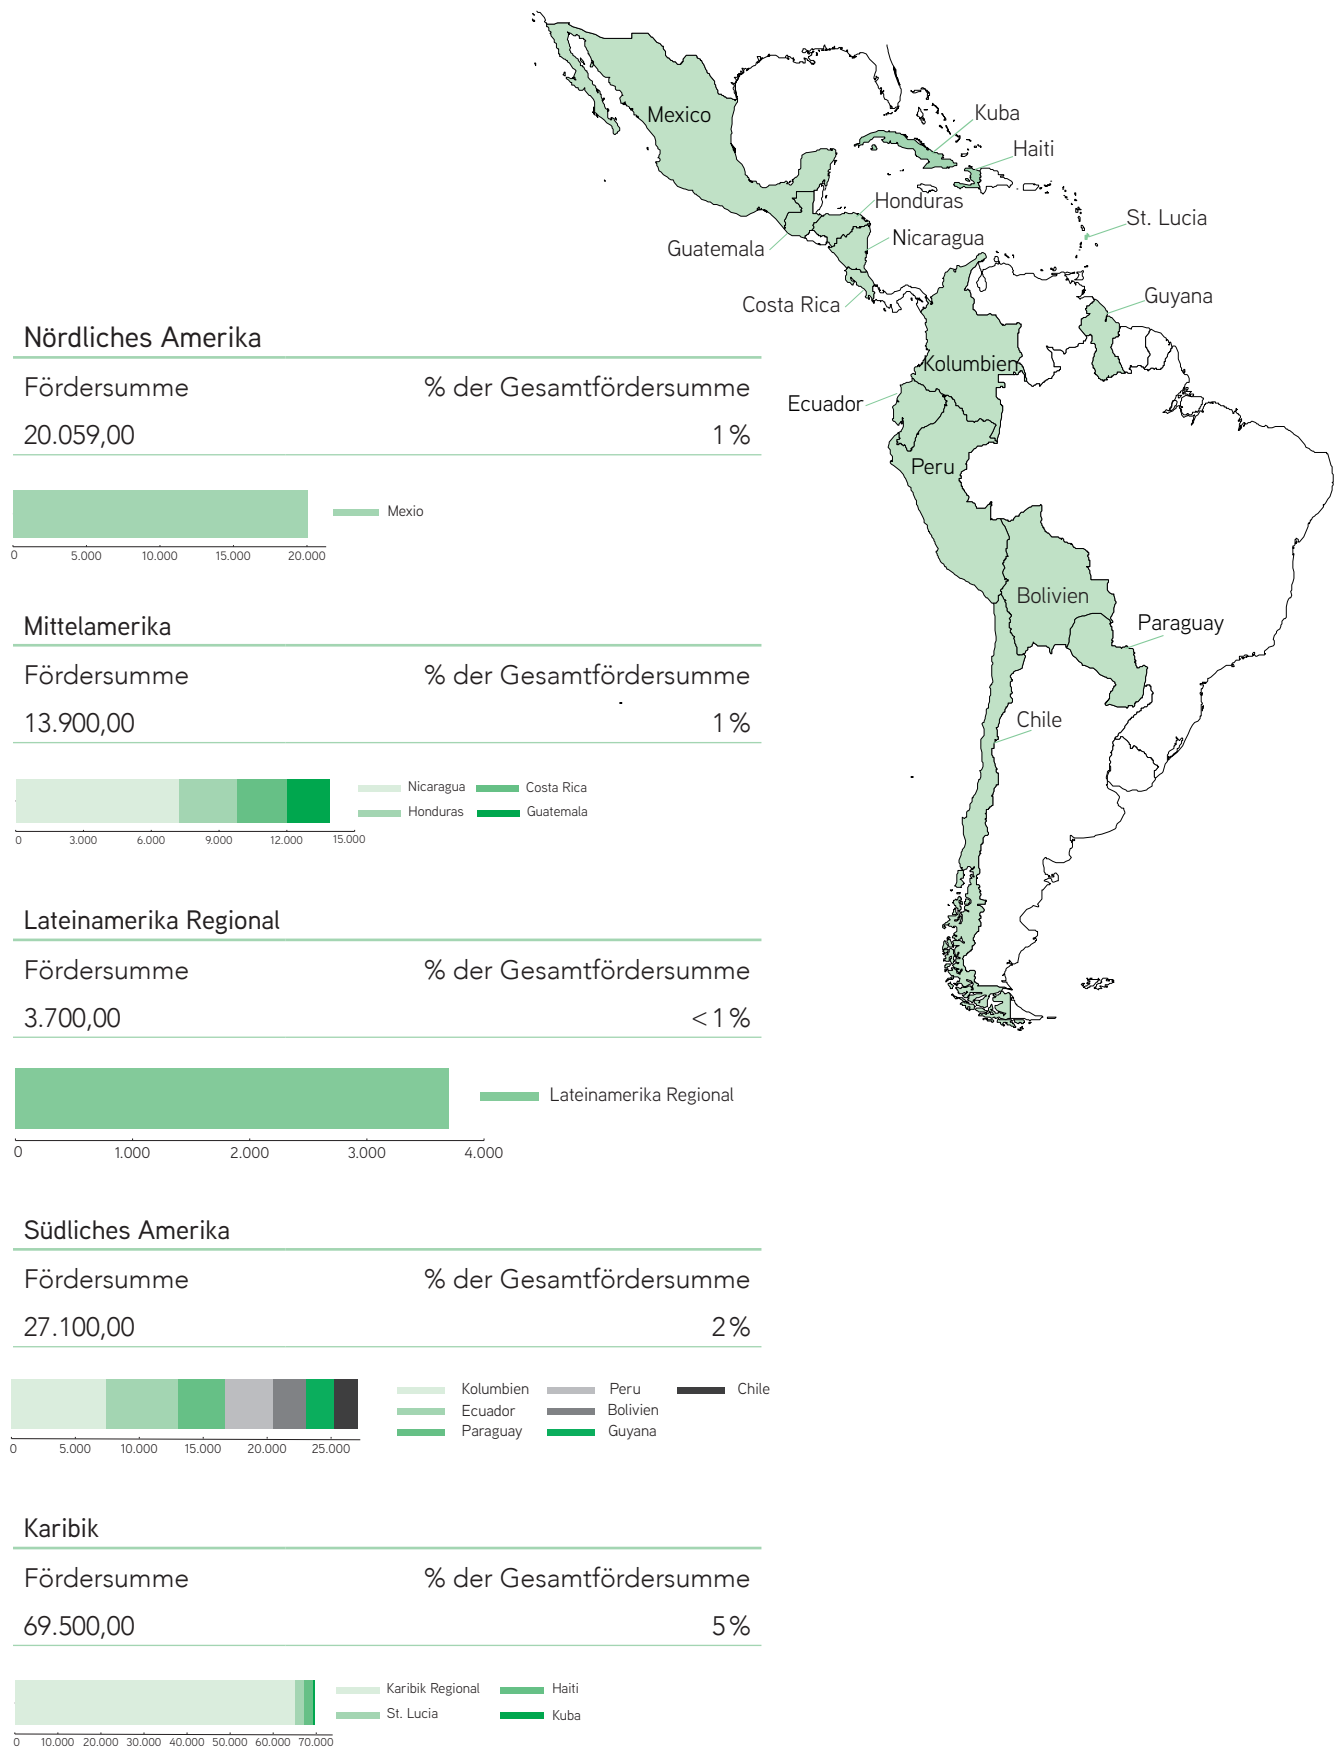 Mexico
Kuba
Haiti
Honduras
St. Lucia
Guatemala
Nicaragua
Costa Rica
Guyana
Kolumbien
Ecuador
Peru
Bolivien
Paraguay
Chile
Nördliches Amerika
Fördersumme % der Gesamtfördersumme
20.059,00 1 %
Mexio
0 5.000 10.000 15.000 20.000
Mittelamerika
Fördersumme % der Gesamtfördersumme
13.900,00 1 %
Nicaragua Costa Rica
Honduras Guatemala
0 3.000 6.000 9.000 12.000 15.000
Lateinamerika Regional
Fördersumme % der Gesamtfördersumme
3.700,00 < 1 %
Lateinamerika Regional
0 1.000 2.000 3.000 4.000
Südliches Amerika
Fördersumme % der Gesamtfördersumme
27.100,00 2 %
Kolumbien Peru Chile
Ecuador Bolivien
Paraguay Guyana
0 5.000 10.000 15.000 20.000 25.000
Karibik
Fördersumme % der Gesamtfördersumme
69.500,00 5 %
Karibik Regional Haiti
St. Lucia Kuba
0 10.000 20.000 30.000 40.000 50.000 60.000 70.000